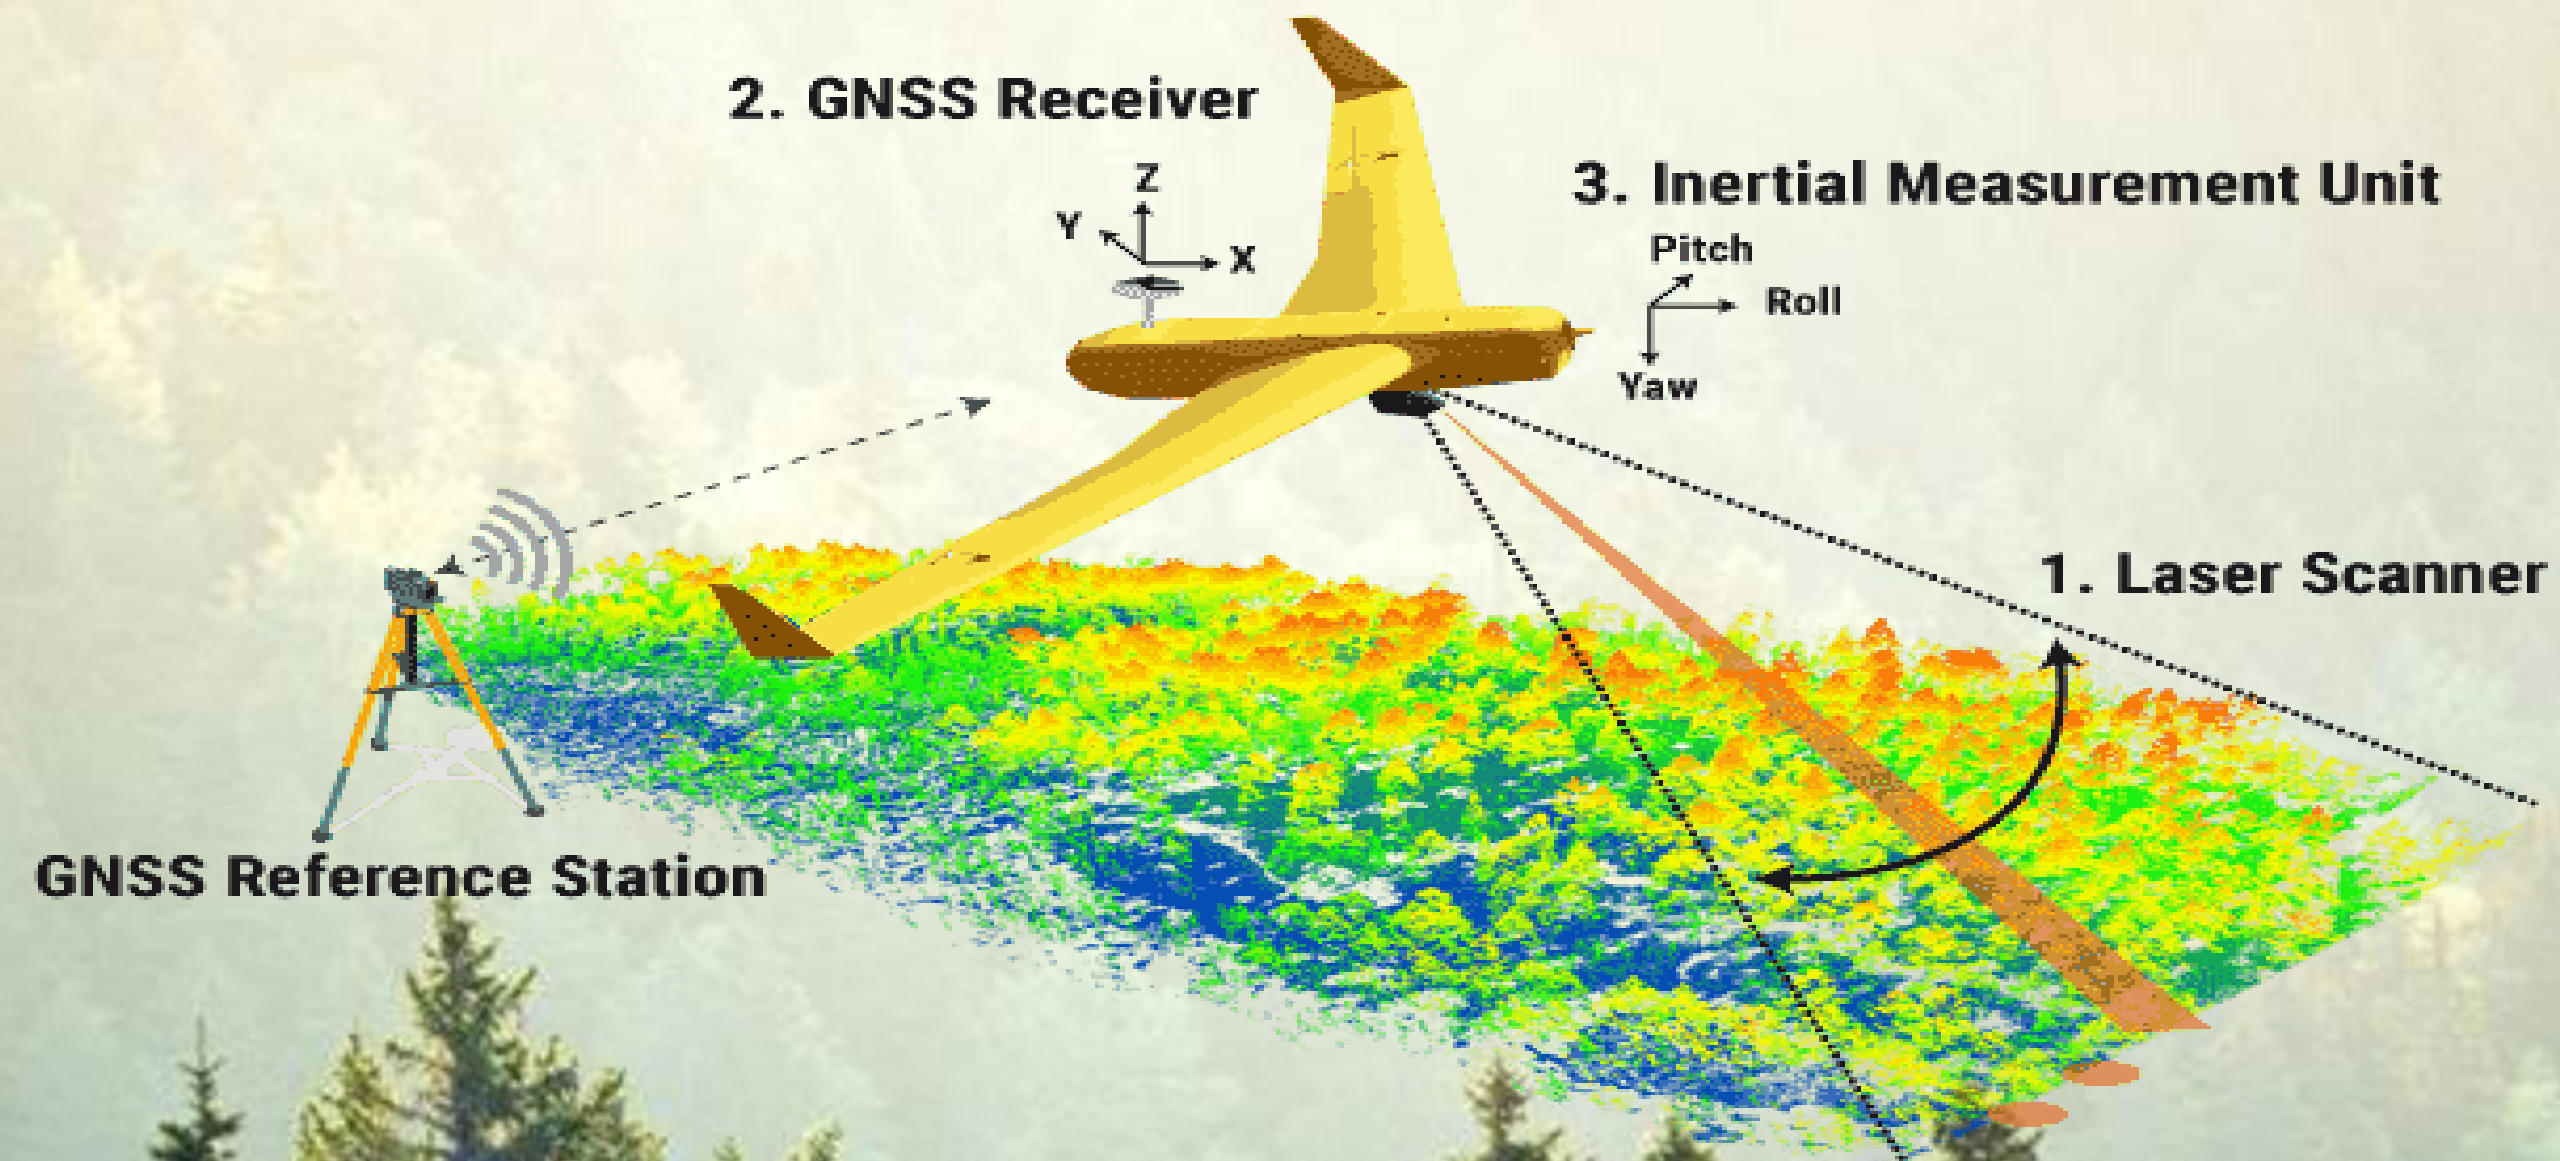 2. GNSS Receiver
Z
Y
X
3. Inertial Measurement Unit
Pitch
Roll
Yaw
1. Laser Scanner
GNSS Reference Station